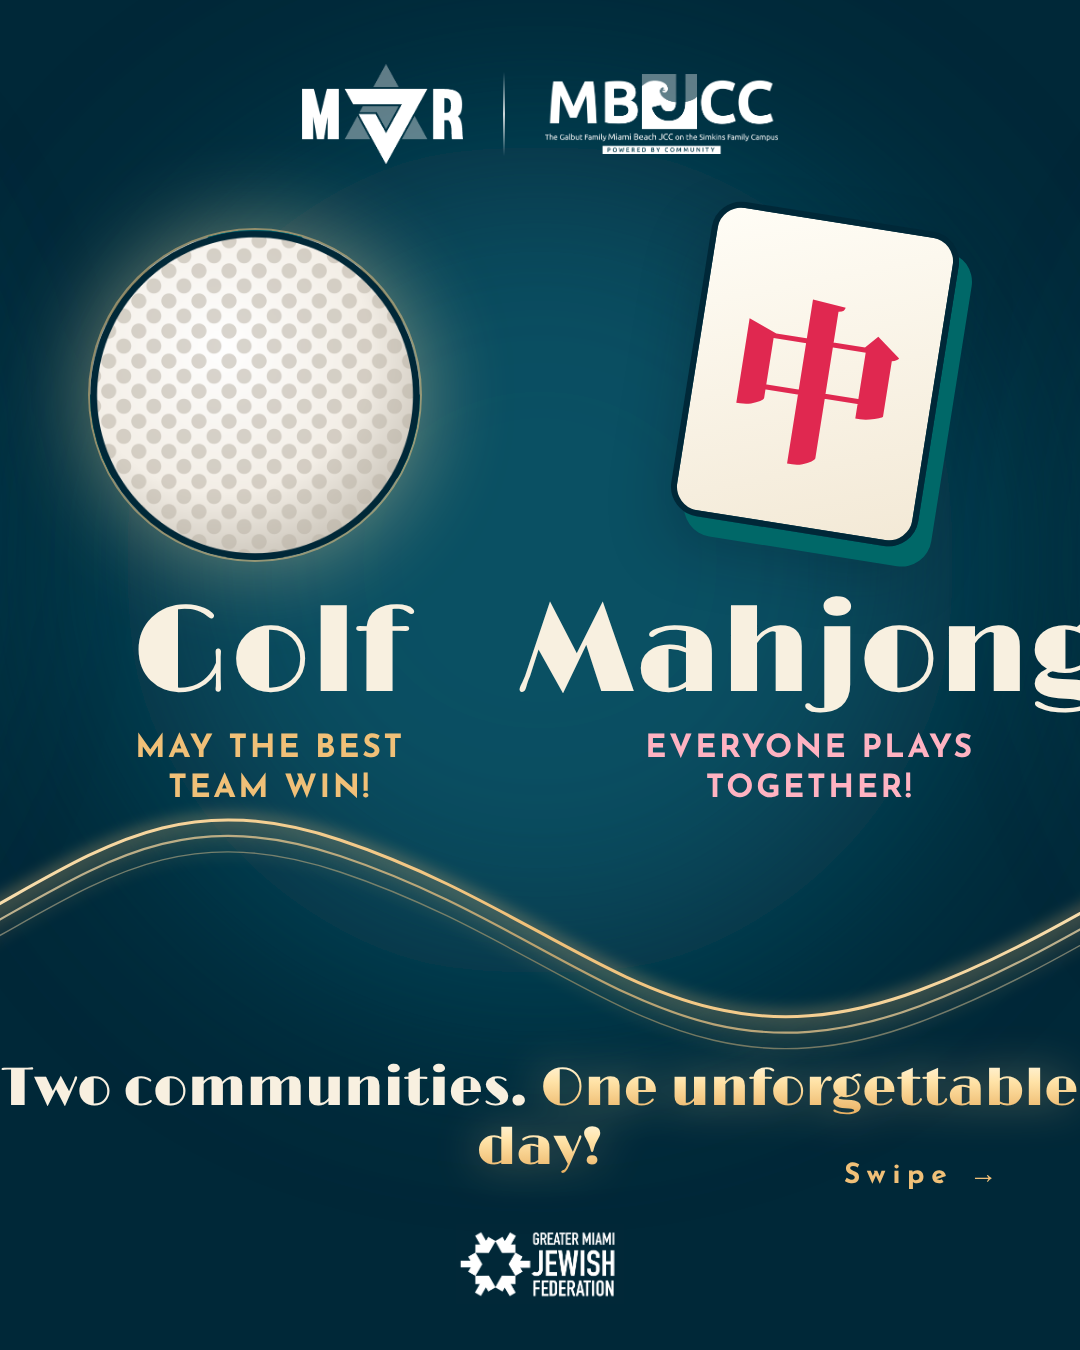 MJR
MBJCC
The Galbut Family Miami Beach JCC on the Simkins Family Campus
POWERED BY COMMUNITY
中
Golf
Mahjong
MAY THE BEST
TEAM WIN!
EVERYONE PLAYS
TOGETHER!
Two communities. One unforgettable
day!
Swipe →
GREATER MIAMI
JEWISH
FEDERATION